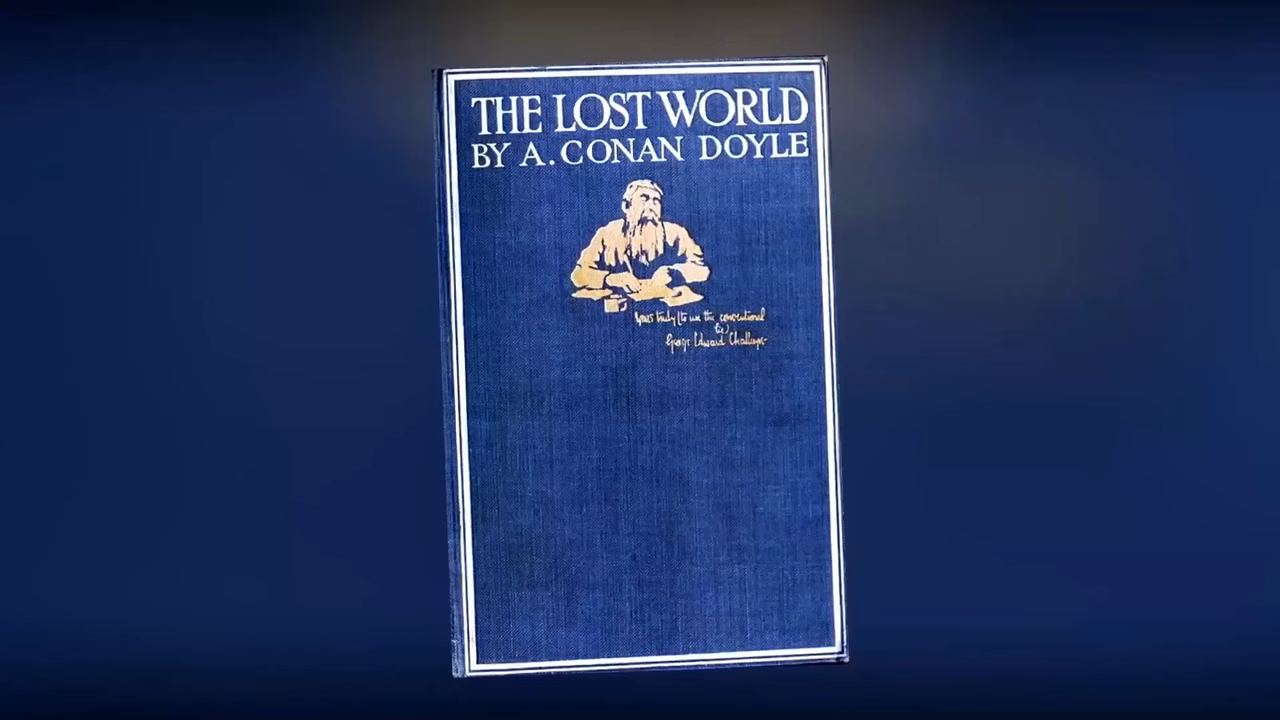 THE LOST WORLD
BY A. CONAN DOYLE
Yours truly (to use the conventional
lie)
George Edward Challenger